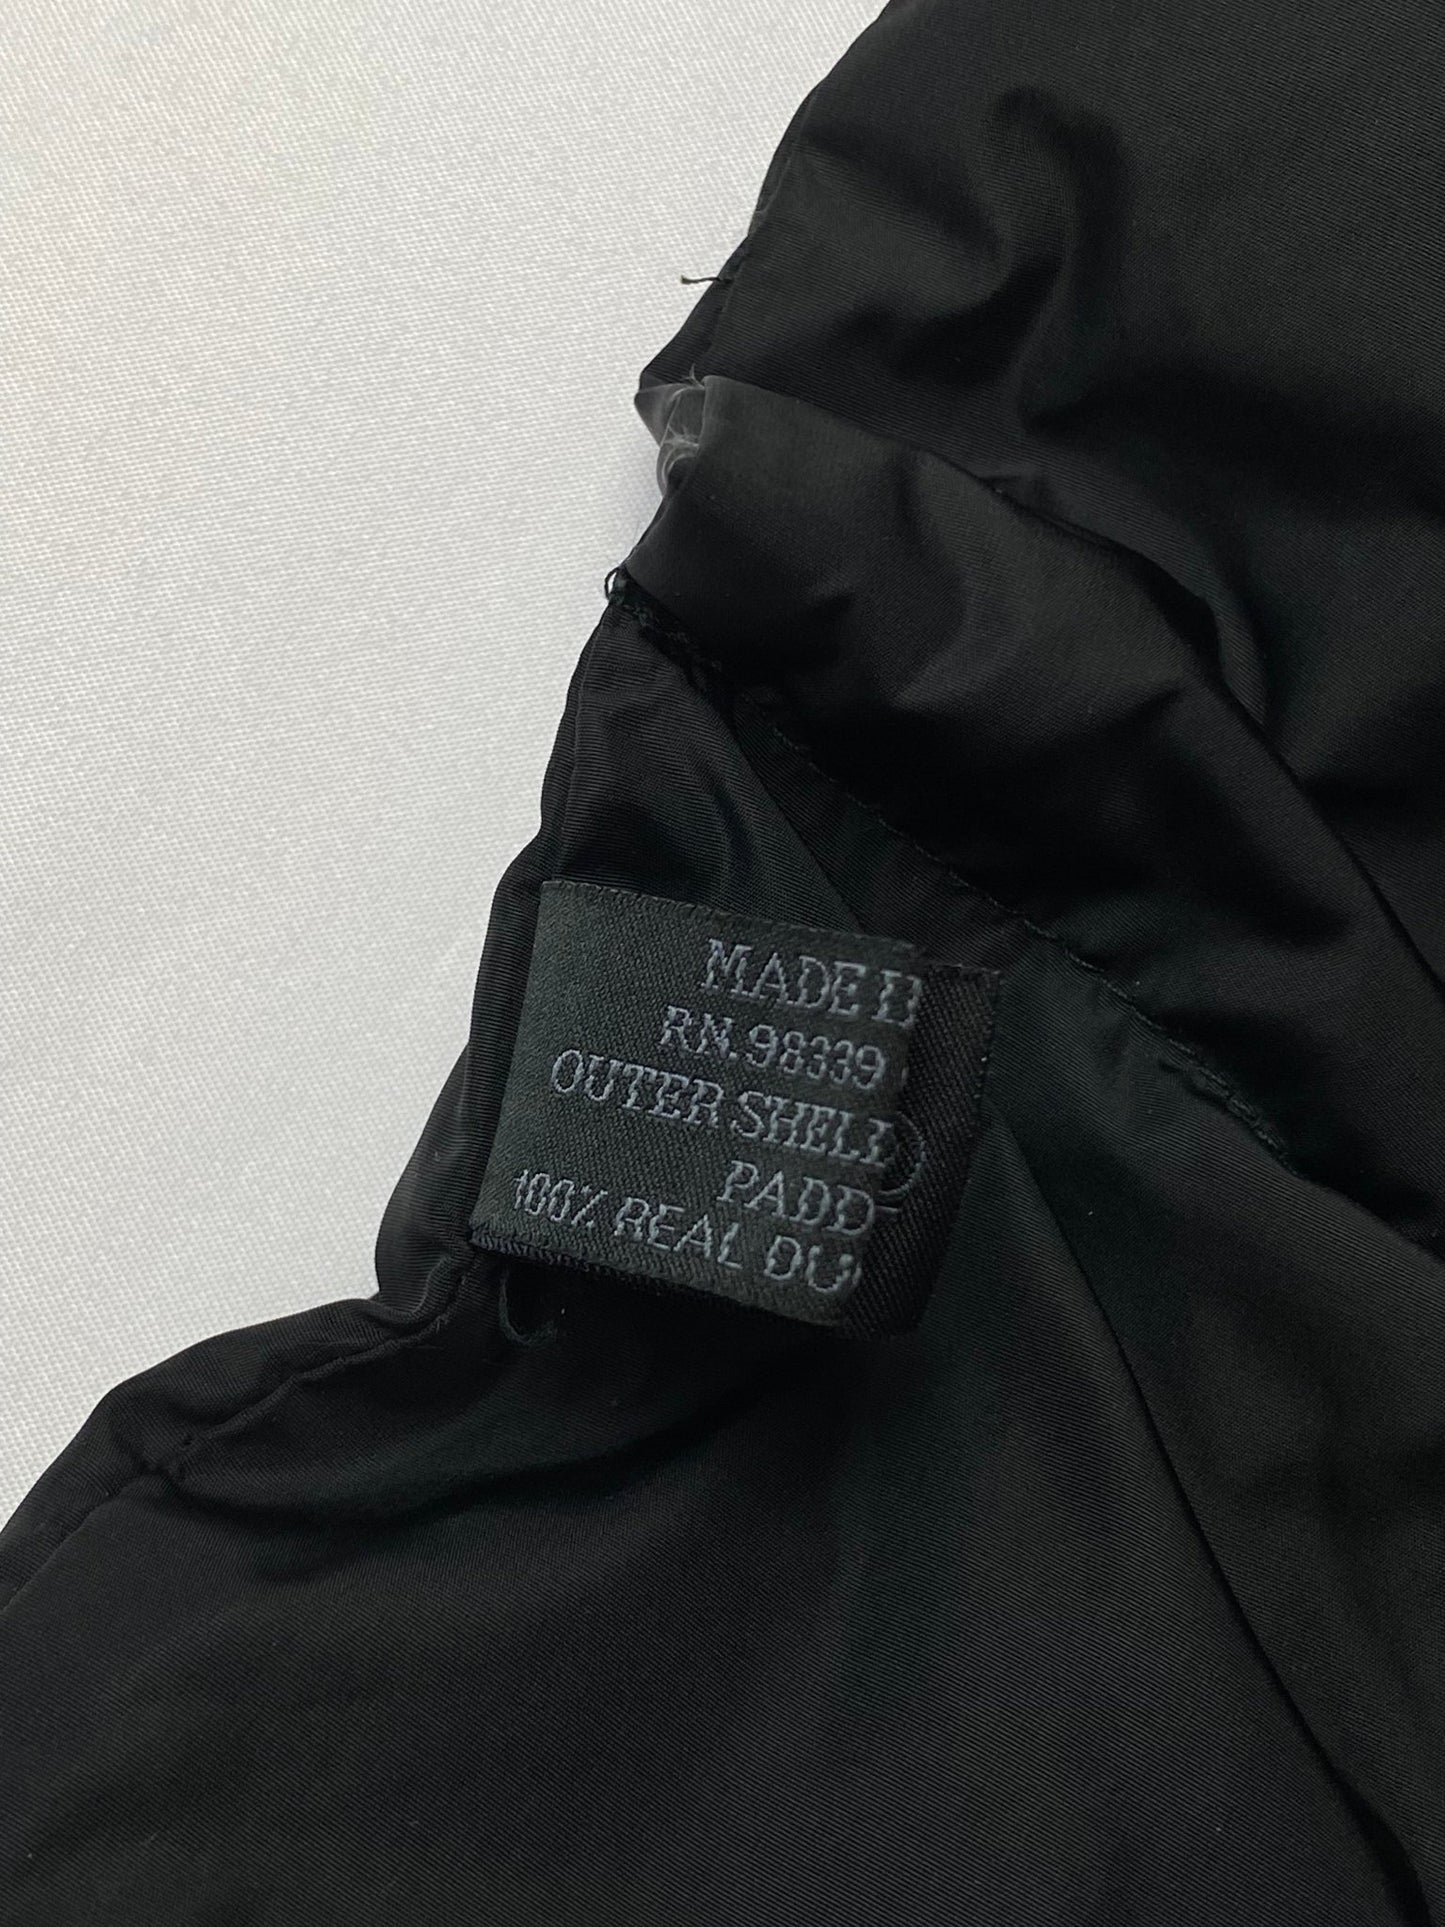 MADE I
RN.98339
OUTER SHELL
PADD
100% REAL DU